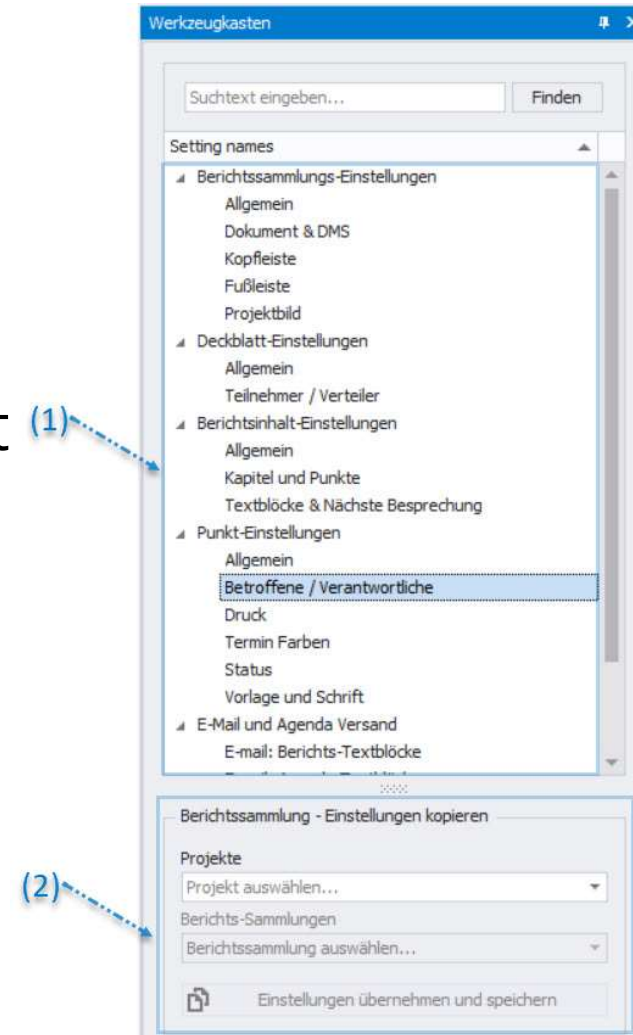 Werkzeugkasten
Suchtext eingeben... Finden
Setting names
Berichtssammlungs-Einstellungen
Allgemein
Dokument & DMS
Kopfleiste
Fußleiste
Projektbild
Deckblatt-Einstellungen
Allgemein
Teilnehmer / Verteiler
t (1)
Berichtsinhalt-Einstellungen
Allgemein
Kapitel und Punkte
Textblöcke & Nächste Besprechung
Punkt-Einstellungen
Allgemein
Betroffene / Verantwortliche
Druck
Termin Farben
Status
Vorlage und Schrift
E-Mail und Agenda Versand
E-mail: Berichts-Textblöcke
Berichtssammlung - Einstellungen kopieren
Projekte
(2)
Projekt auswählen...
Berichts-Sammlungen
Berichtssammlung auswählen...
Einstellungen übernehmen und speichern